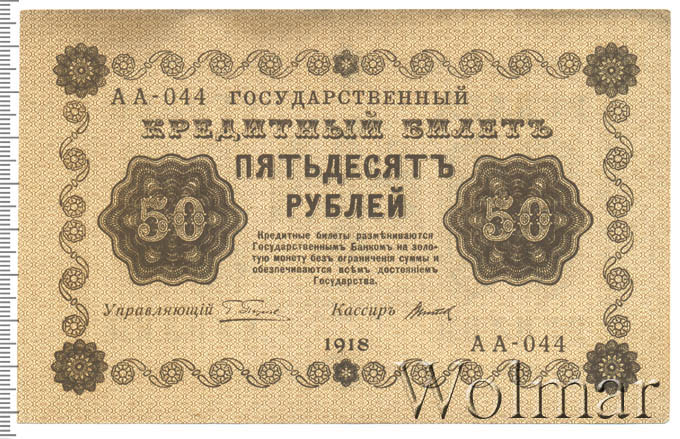 АА-044 ГОСУДАРСТВЕННЫЙ
КРЕДИТНЫЙ БИЛЕТЪ
ПЯТЬДЕСЯТЪ
РУБЛЕЙ
50
50
Кредитные билеты размѣниваются
Государственнымъ Банкомъ на золо-
тую монету безъ ограниченія суммы и
обезпечиваются всѣмъ достояніемъ
Государства.
Управляющій
Кассиръ
1918
АА-044
Wolmar